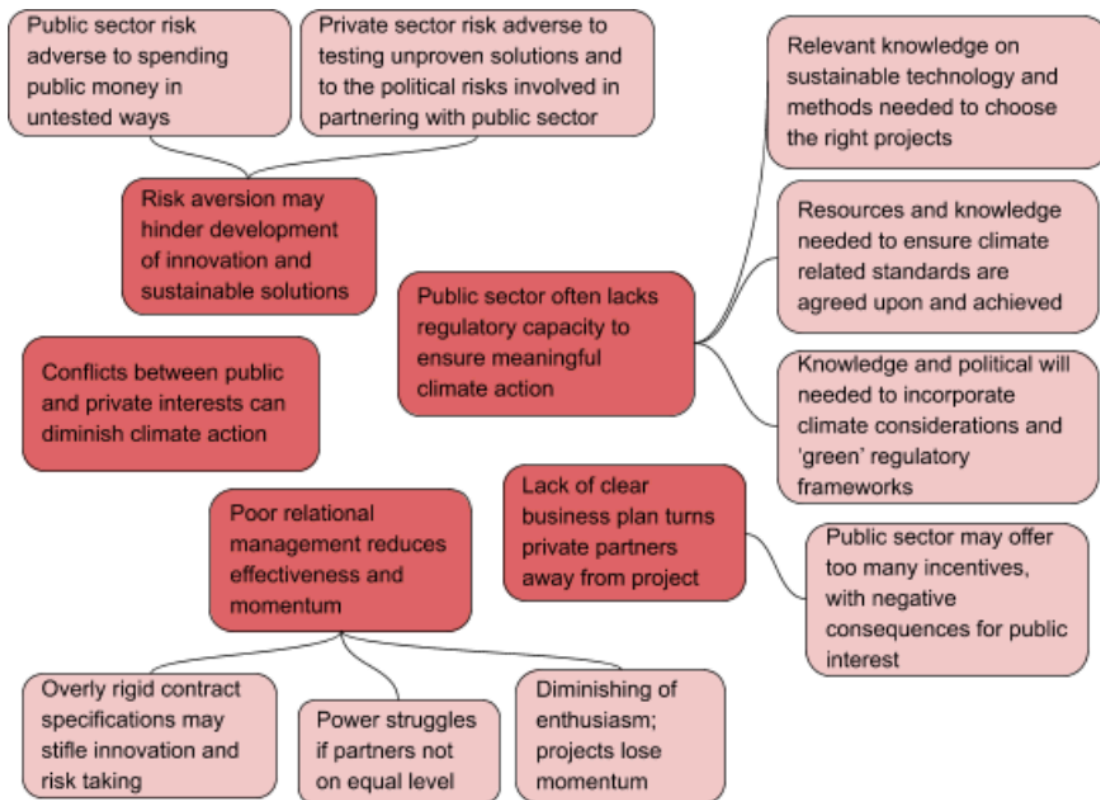 Public sector risk
adverse to spending
public money in
untested ways
Private sector risk adverse to
testing unproven solutions and
to the political risks involved in
partnering with public sector
Relevant knowledge on
sustainable technology and
methods needed to choose
the right projects
Risk aversion may
hinder development
of innovation and
sustainable solutions
Resources and knowledge
needed to ensure climate
related standards are
agreed upon and achieved
Public sector often lacks
regulatory capacity to
ensure meaningful
climate action
Conflicts between public
and private interests can
diminish climate action
Knowledge and political will
needed to incorporate
climate considerations and
‘green’ regulatory
frameworks
Lack of clear
business plan turns
private partners
away from project
Poor relational
management reduces
effectiveness and
momentum
Public sector may offer
too many incentives,
with negative
consequences for public
interest
Overly rigid contract
specifications may
stifle innovation and
risk taking
Power struggles
if partners not
on equal level
Diminishing of
enthusiasm;
projects lose
momentum